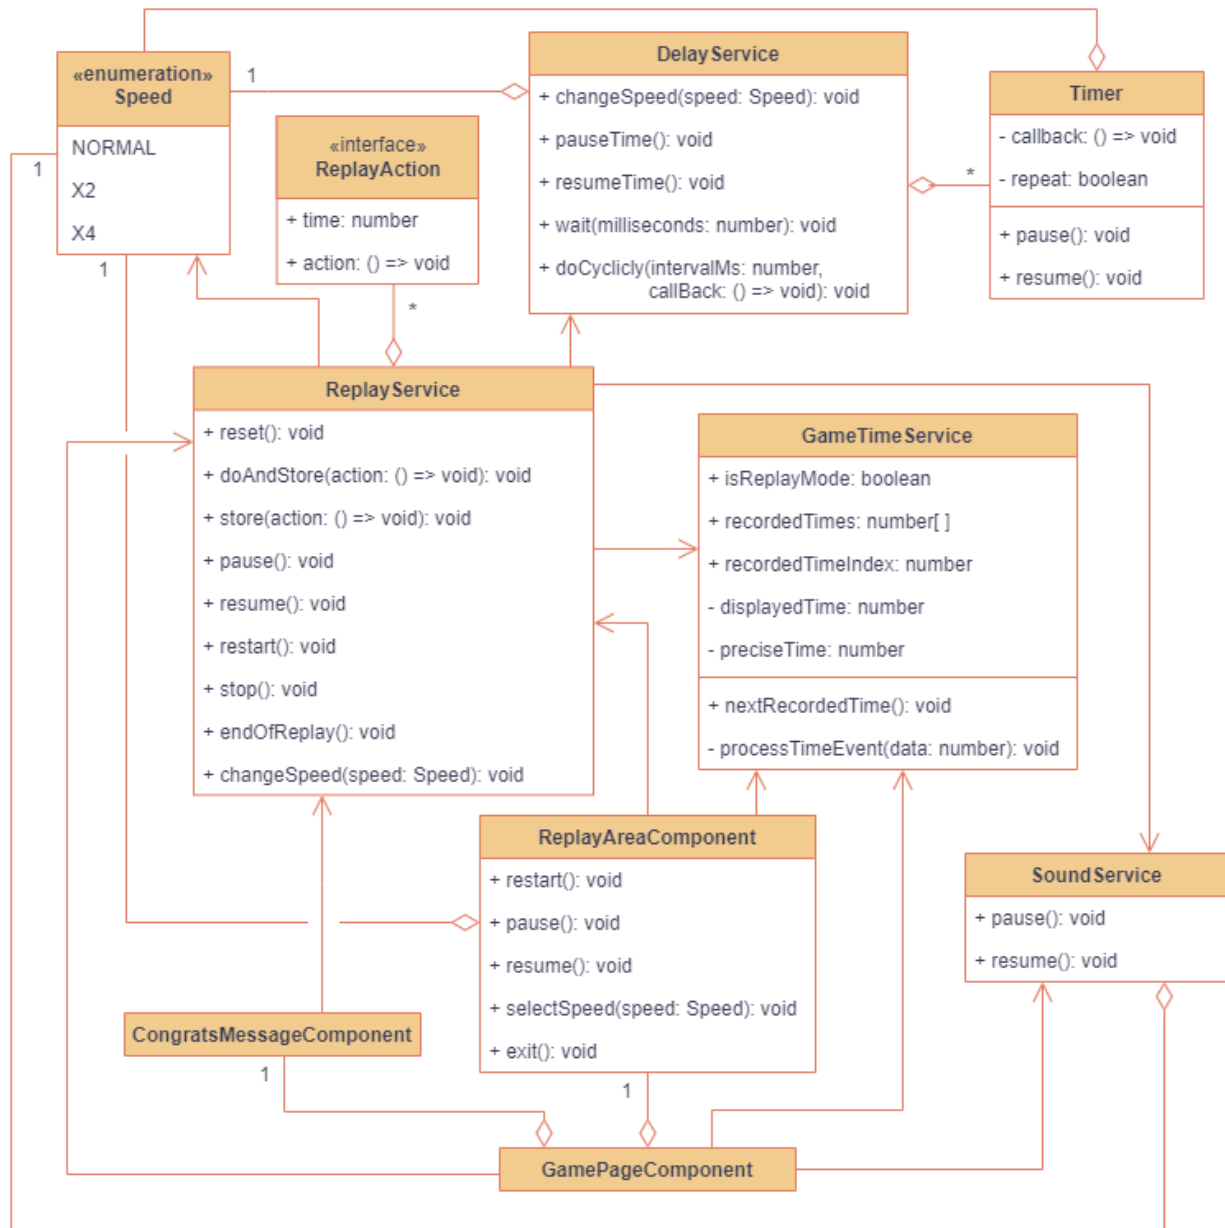 «enumeration»
Speed
NORMAL
X2
X4
1
1
1
«interface»
ReplayAction
+ time: number
+ action: () => void
*
DelayService
+ changeSpeed(speed: Speed): void
+ pauseTime(): void
+ resumeTime(): void
+ wait(milliseconds: number): void
+ doCyclicly(intervalMs: number,
callBack: () => void): void
*
Timer
- callback: () => void
- repeat: boolean
+ pause(): void
+ resume(): void
ReplayService
+ reset(): void
+ doAndStore(action: () => void): void
+ store(action: () => void): void
+ pause(): void
+ resume(): void
+ restart(): void
+ stop(): void
+ endOfReplay(): void
+ changeSpeed(speed: Speed): void
GameTimeService
+ isReplayMode: boolean
+ recordedTimes: number[ ]
+ recordedTimeIndex: number
- displayedTime: number
- preciseTime: number
+ nextRecordedTime(): void
- processTimeEvent(data: number): void
ReplayAreaComponent
+ restart(): void
+ pause(): void
+ resume(): void
+ selectSpeed(speed: Speed): void
+ exit(): void
1
SoundService
+ pause(): void
+ resume(): void
CongratsMessageComponent
1
GamePageComponent